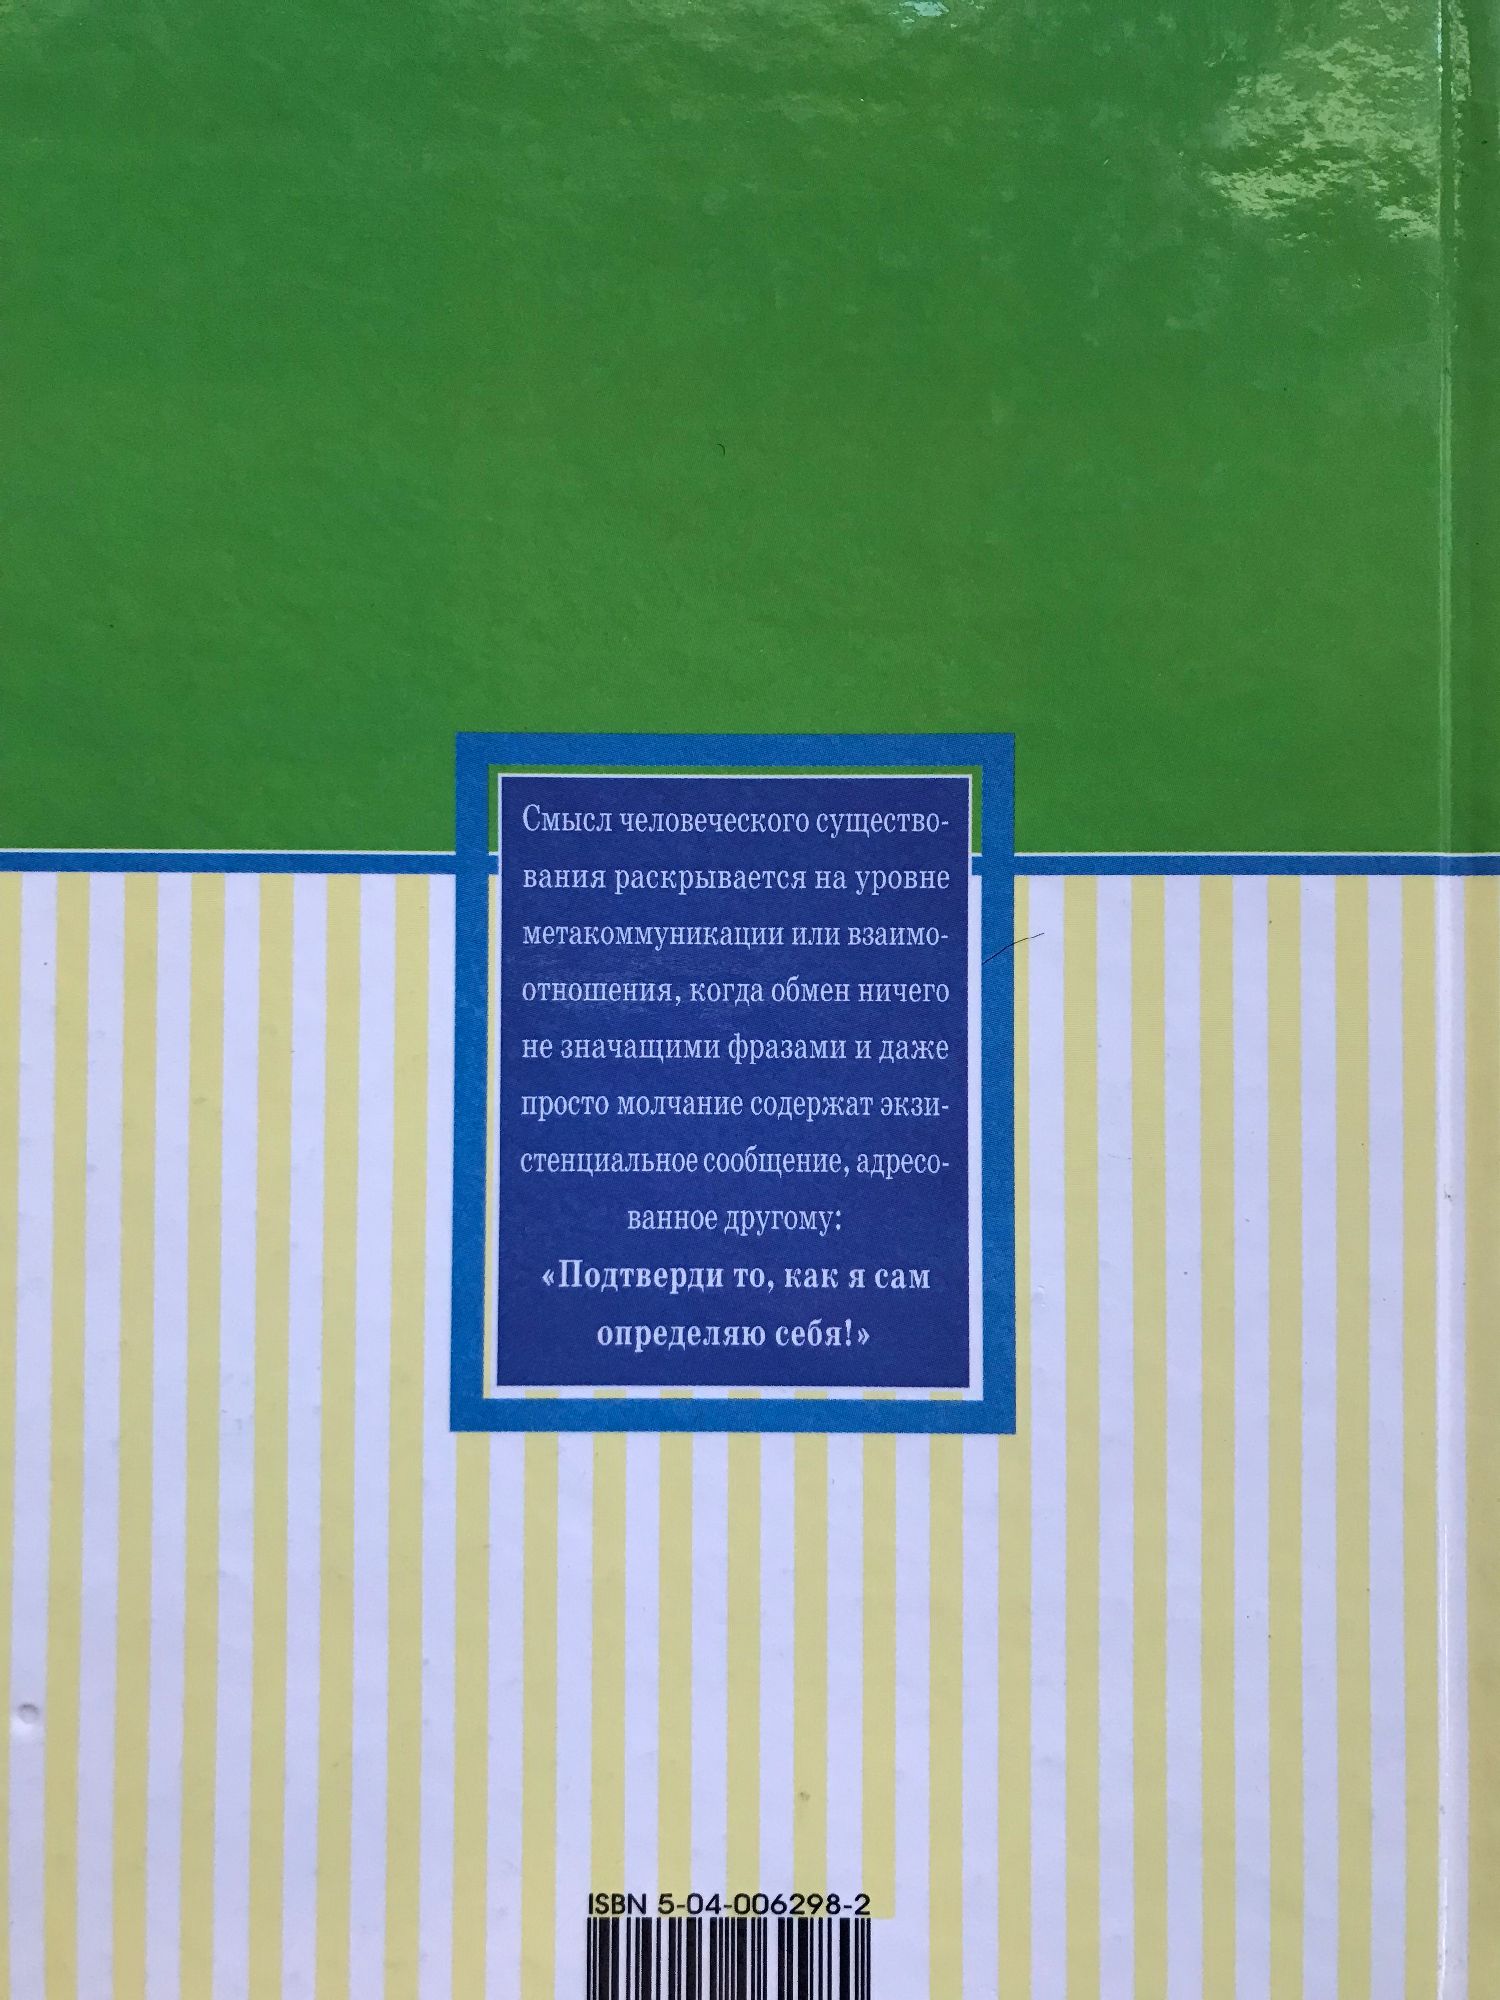 Смысл человеческого существо-
вания раскрывается на уровне
метакоммуникации или взаимо-
отношения, когда обмен ничего
не значащими фразами и даже
просто молчание содержат экзи-
стенциальное сообщение, адресо-
ванное другому:
«Подтверди то, как я сам
определяю себя!»
ISBN 5-04-006298-2